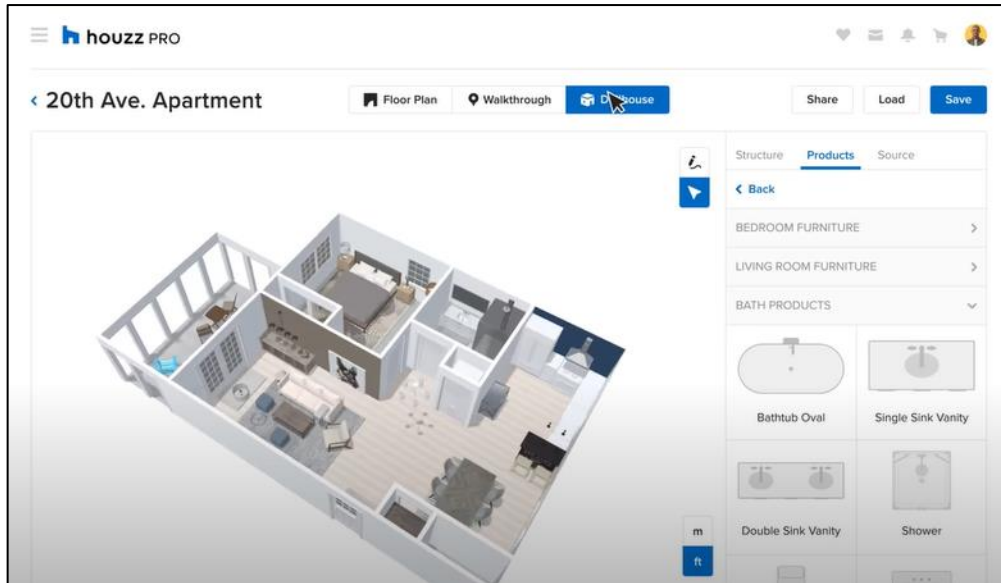 houzz PRO
20th Ave. Apartment
Floor Plan
Walkthrough
Dollhouse
Share
Load
Save
Structure
Products
Source
Back
BEDROOM FURNITURE
LIVING ROOM FURNITURE
BATH PRODUCTS
Bathtub Oval
Single Sink Vanity
Double Sink Vanity
Shower
m
ft